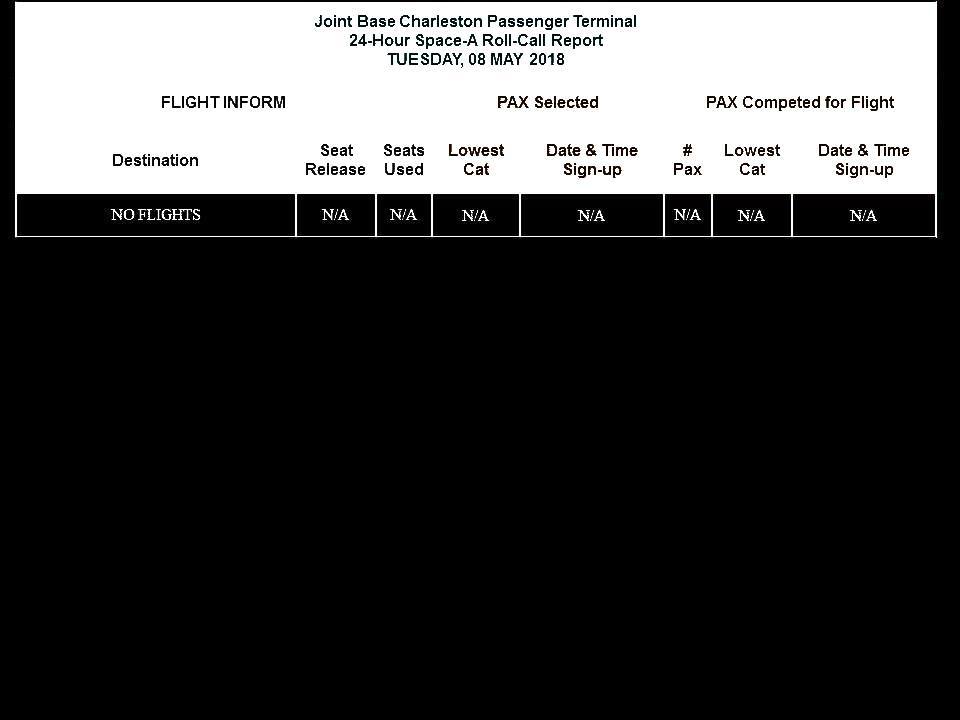 Joint Base Charleston Passenger Terminal
24-Hour Space-A Roll-Call Report
TUESDAY, 08 MAY 2018
FLIGHT INFORM PAX Selected PAX Competed for Flight
Destination
Seat Release
Seats Used
Lowest Cat
Date & Time Sign-up
# Pax
Lowest Cat
Date & Time Sign-up
NO FLIGHTS N/A N/A N/A N/A N/A N/A N/A